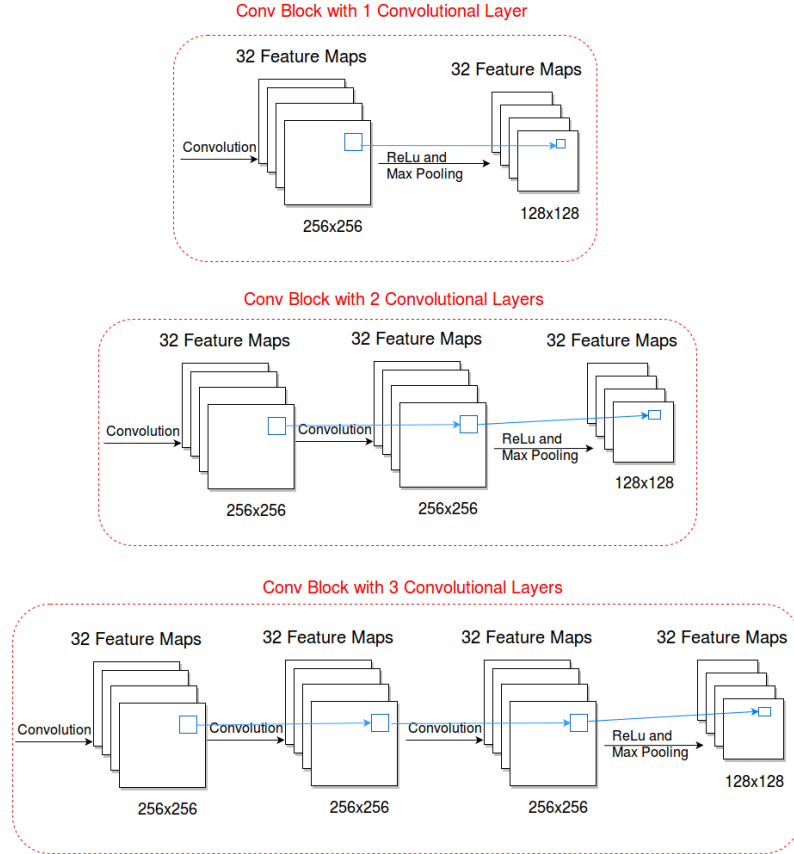 Conv Block with 1 Convolutional Layer
32 Feature Maps
32 Feature Maps
Convolution
ReLu and
Max Pooling
256x256
128x128
Conv Block with 2 Convolutional Layers
32 Feature Maps
32 Feature Maps
32 Feature Maps
Convolution
Convolution
ReLu and
Max Pooling
256x256
256x256
128x128
Conv Block with 3 Convolutional Layers
32 Feature Maps
32 Feature Maps
32 Feature Maps
32 Feature Maps
Convolution
Convolution
Convolution
ReLu and
Max Pooling
256x256
256x256
256x256
128x128